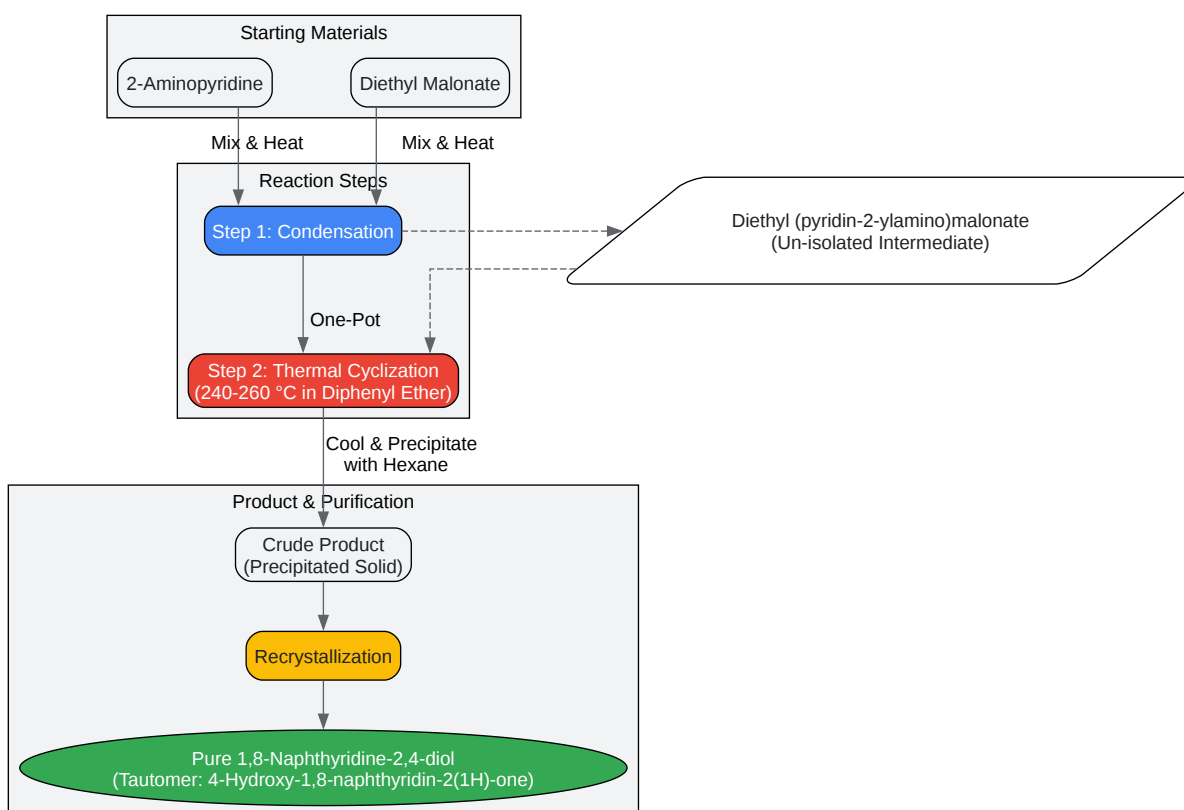 Starting Materials
2-Aminopyridine
Diethyl Malonate
Mix & Heat
Mix & Heat
Reaction Steps
Step 1: Condensation
Diethyl (pyridin-2-ylamino)malonate
(Un-isolated Intermediate)
One-Pot
Step 2: Thermal Cyclization
(240-260 °C in Diphenyl Ether)
Cool & Precipitate
with Hexane
Product & Purification
Crude Product
(Precipitated Solid)
Recrystallization
Pure 1,8-Naphthyridine-2,4-diol
(Tautomer: 4-Hydroxy-1,8-naphthyridin-2(1H)-one)